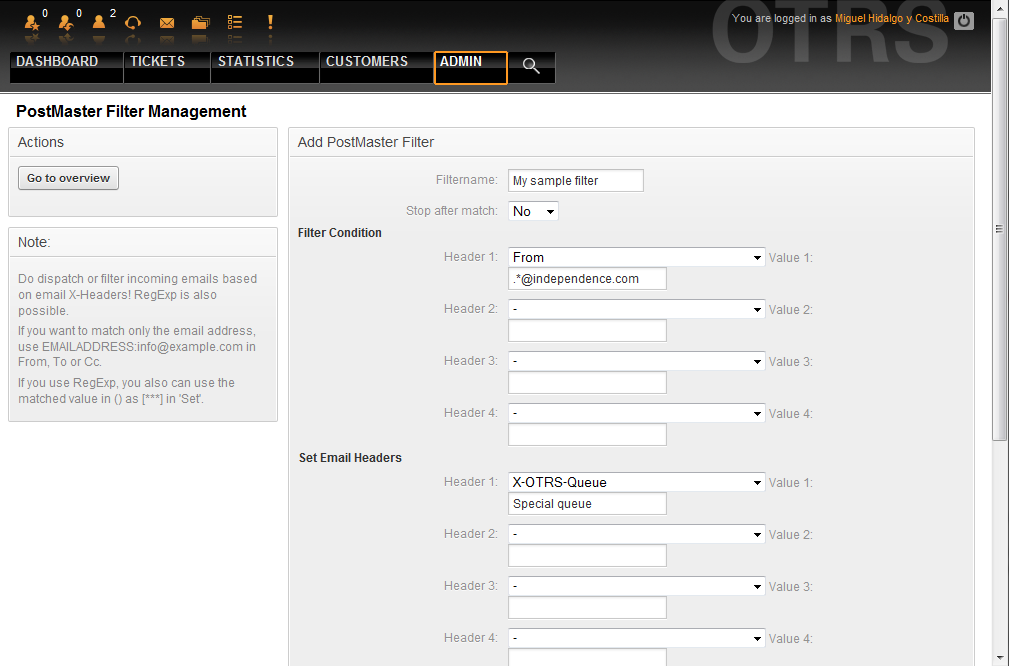 0 0 2
You are logged in as Miguel Hidalgo y Costilla
OTRS
DASHBOARD TICKETS STATISTICS CUSTOMERS ADMIN
PostMaster Filter Management
Actions
Go to overview
Note:
Do dispatch or filter incoming emails based
on email X-Headers! RegExp is also
possible.
If you want to match only the email address,
use EMAILADDRESS:info@example.com in
From, To or Cc.
If you use RegExp, you also can use the
matched value in () as [***] in 'Set'.
Add PostMaster Filter
Filtername: My sample filter
Stop after match: No
Filter Condition
Header 1: From Value 1:
.*@independence.com
Header 2: - Value 2:
Header 3: - Value 3:
Header 4: - Value 4:
Set Email Headers
Header 1: X-OTRS-Queue Value 1:
Special queue
Header 2: - Value 2:
Header 3: - Value 3:
Header 4: - Value 4: